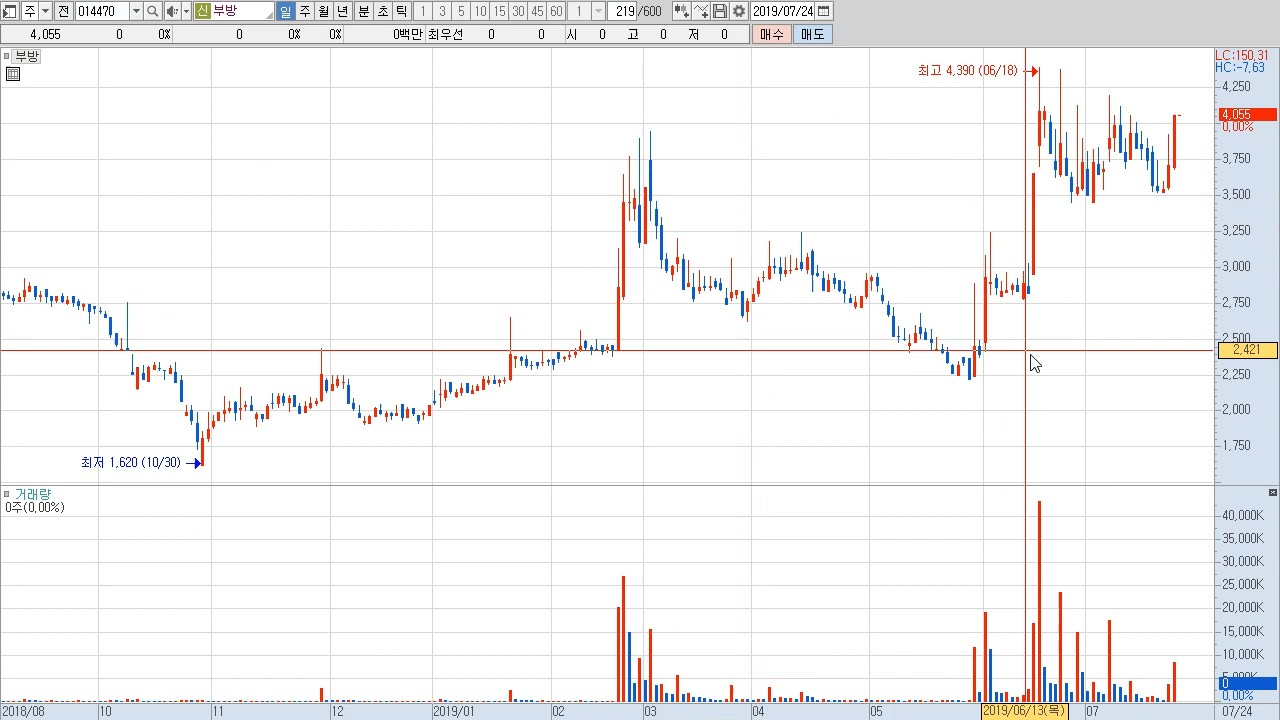 주 전 014470 신 부방 일 주 월 년 분 초 틱 1 3 5 10 15 30 45 60 1 219 /600 2019/07/24
4,055 0 0% 0 0% 0% 0백만 최우선 0 0 시 0 고 0 저 0 매수 매도
부방
LC:150,31
HC:-7,63
최고 4,390 (06/18)
4,250
4,055
0,00%
3,750
3,500
3,250
3,000
2,750
2,500
2,421
2,250
2,000
1,750
최저 1,620 (10/30)
거래량
0주(0,00%)
40,000K
35,000K
30,000K
25,000K
20,000K
15,000K
10,000K
0
0,00%
2018/08 10 11 12 2019/01 02 03 04 05 2019/06/13(목) 07 07/24